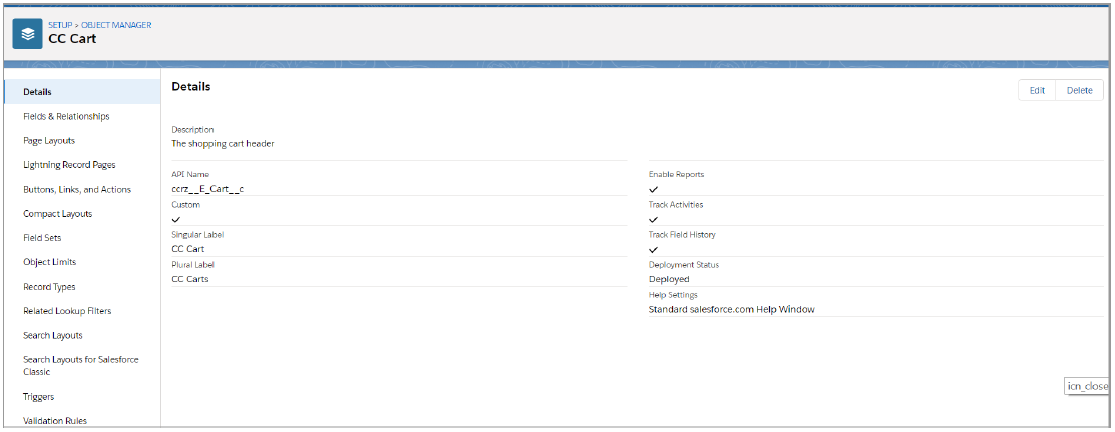 SETUP > OBJECT MANAGER
CC Cart
Details
Fields & Relationships
Page Layouts
Lightning Record Pages
Buttons, Links, and Actions
Compact Layouts
Field Sets
Object Limits
Record Types
Related Lookup Filters
Search Layouts
Search Layouts for Salesforce
Classic
Triggers
Validation Rules
Details
Edit
Delete
Description
The shopping cart header
API Name
ccrz__E_Cart__c
Custom
Singular Label
CC Cart
Plural Label
CC Carts
Enable Reports
Track Activities
Track Field History
Deployment Status
Deployed
Help Settings
Standard salesforce.com Help Window
icn_close